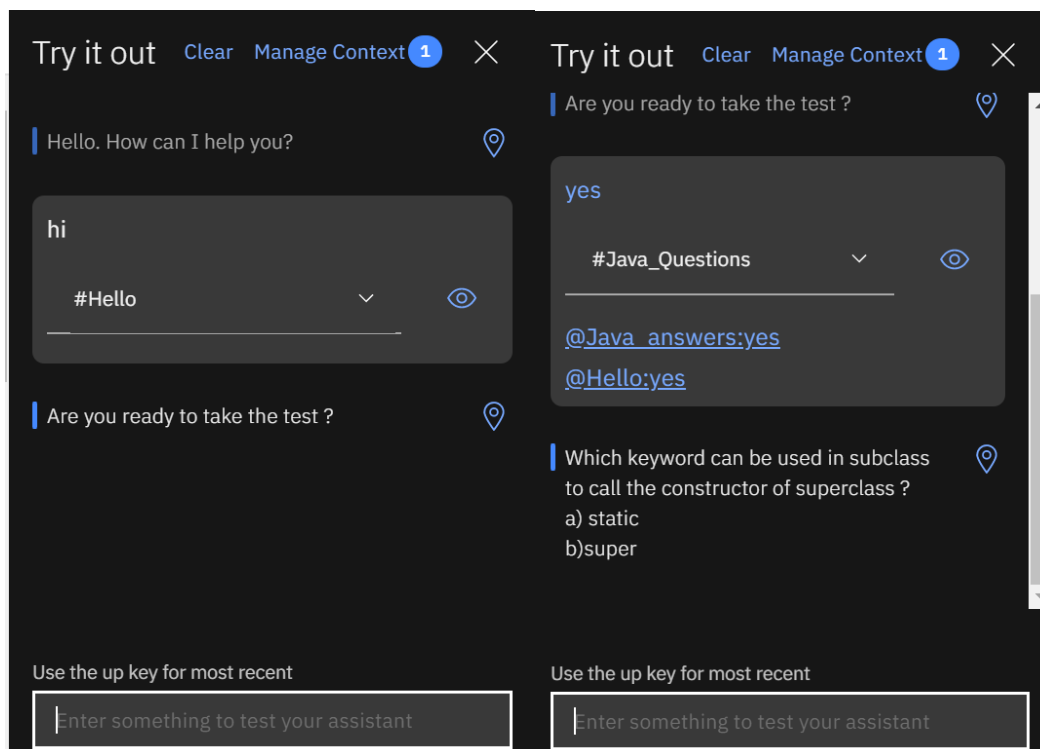 Try it out Clear Manage Context 1
Hello. How can I help you?
hi
#Hello
Are you ready to take the test ?
Use the up key for most recent
Enter something to test your assistant
Try it out Clear Manage Context 1
Are you ready to take the test ?
yes
#Java_Questions
@Java_answers:yes
@Hello:yes
Which keyword can be used in subclass
to call the constructor of superclass ?
a) static
b)super
Use the up key for most recent
Enter something to test your assistant